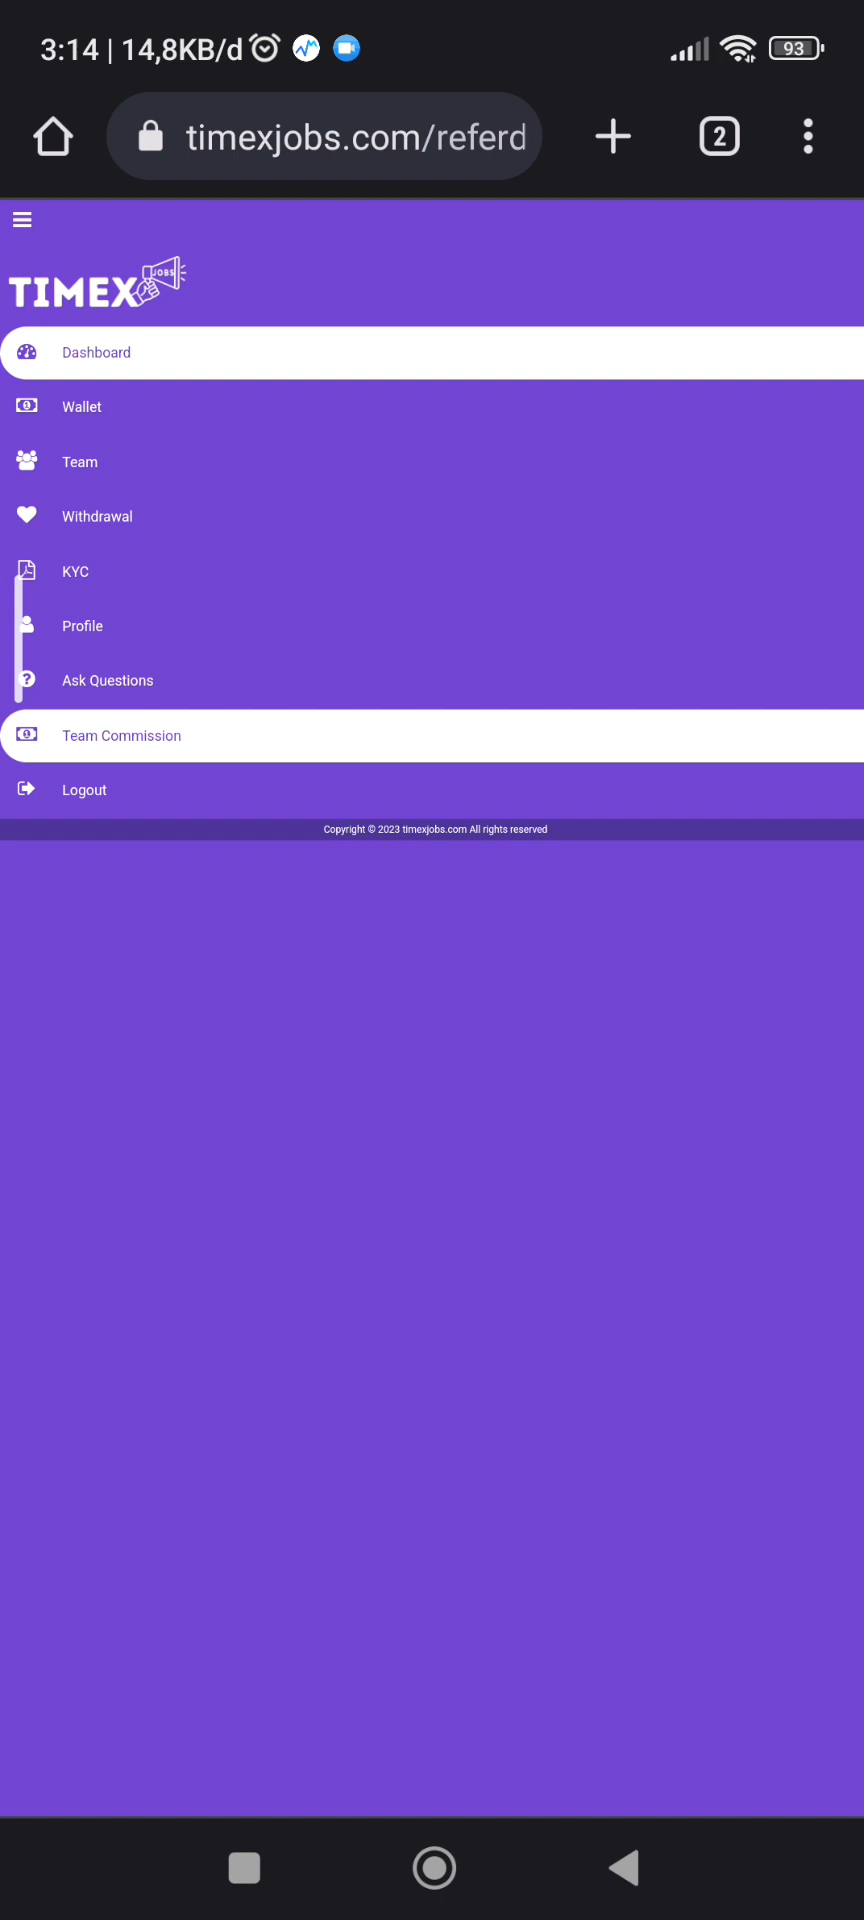 3:14 | 14,8KB/d
93
timexjobs.com/referd
2
TIMEX JOBS
Dashboard
Wallet
Team
Withdrawal
KYC
Profile
Ask Questions
Team Commission
Logout
Copyright © 2023 timexjobs.com All rights reserved